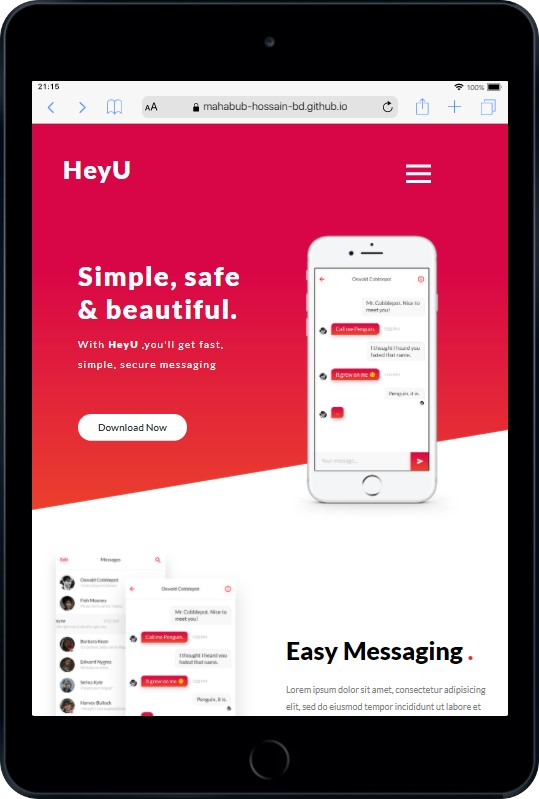 21:15
100%
AA
mahabub-hossain-bd.github.io
HeyU
Simple, safe
& beautiful.
With HeyU ,you'll get fast,
simple, secure messaging
Download Now
Oswald Cobblepot
Mr. Cobblepot. Nice to
meet you!
Call me Penguin.
I thought I heard you
hated that name.
It grew on me
Penguin, it is.
Your message...
Messages
Oswald Cobblepot
Fish Mooney
Barbara Kean
Edward Nygma
Selina Kyle
Harvey Bullock
Oswald Cobblepot
Mr. Cobblepot. Nice to
meet you!
Call me Penguin.
I thought I heard you
hated that name.
It grew on me
Penguin, it is.
Easy Messaging .
Lorem ipsum dolor sit amet, consectetur adipisicing
elit, sed do eiusmod tempor incididunt ut labore et